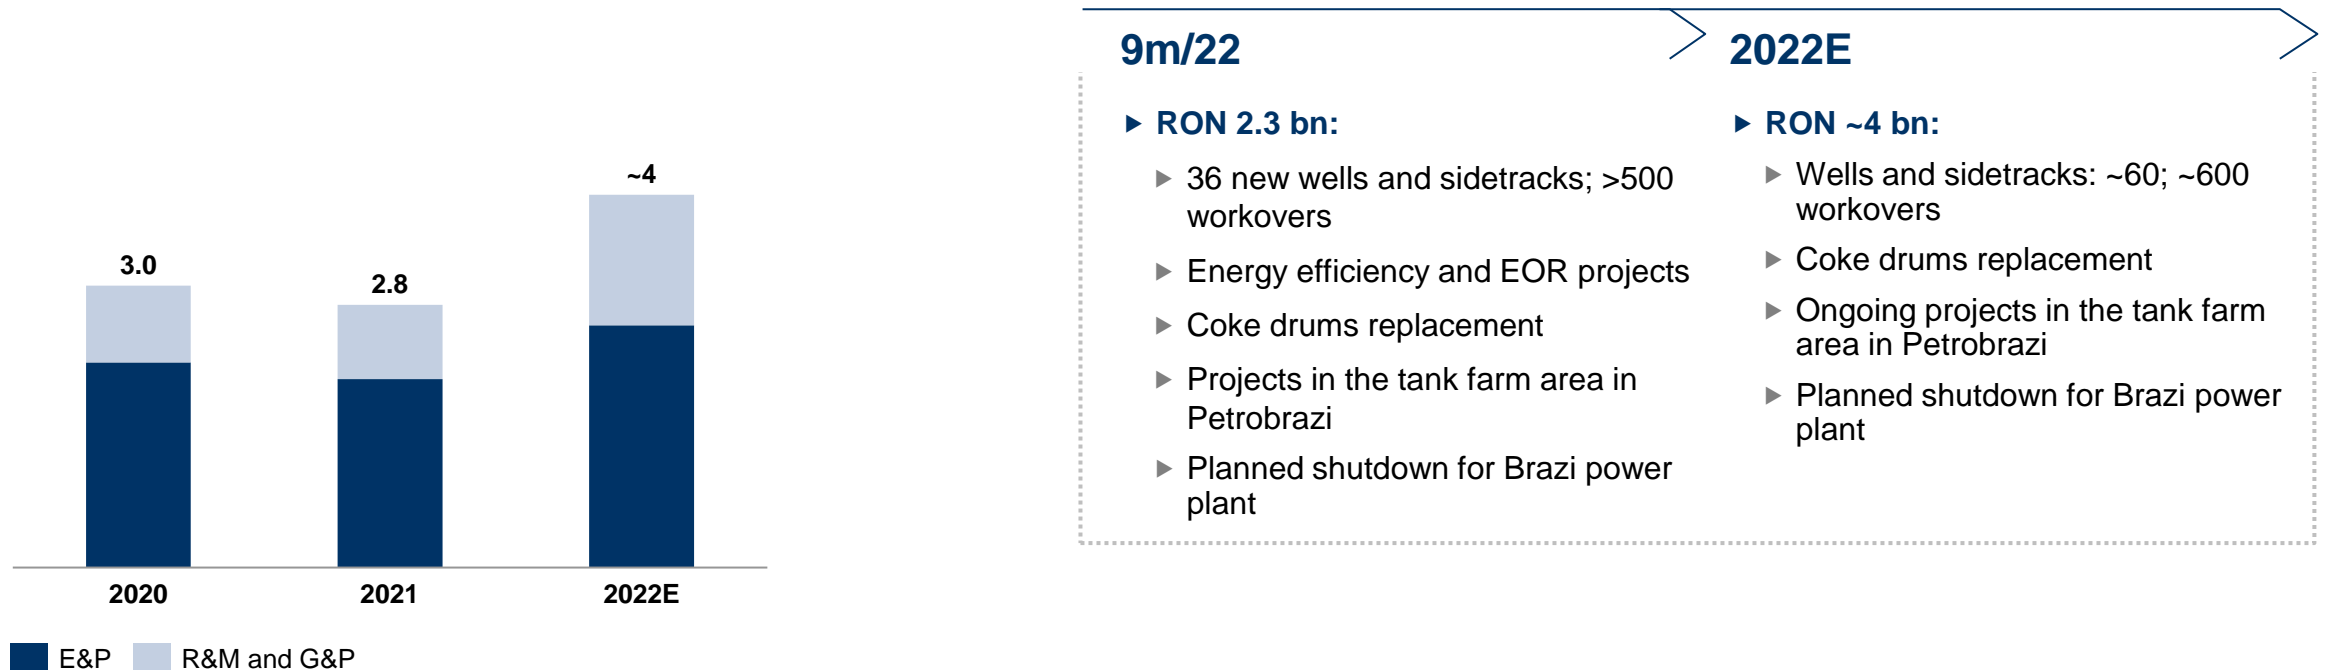 3.0
2.8
~4
2020
2021
2022E
E&P
R&M and G&P
9m/22
RON 2.3 bn:
36 new wells and sidetracks; >500
workovers
Energy efficiency and EOR projects
Coke drums replacement
Projects in the tank farm area in
Petrobrazi
Planned shutdown for Brazi power
plant
2022E
RON ~4 bn:
Wells and sidetracks: ~60; ~600
workovers
Coke drums replacement
Ongoing projects in the tank farm
area in Petrobrazi
Planned shutdown for Brazi power
plant